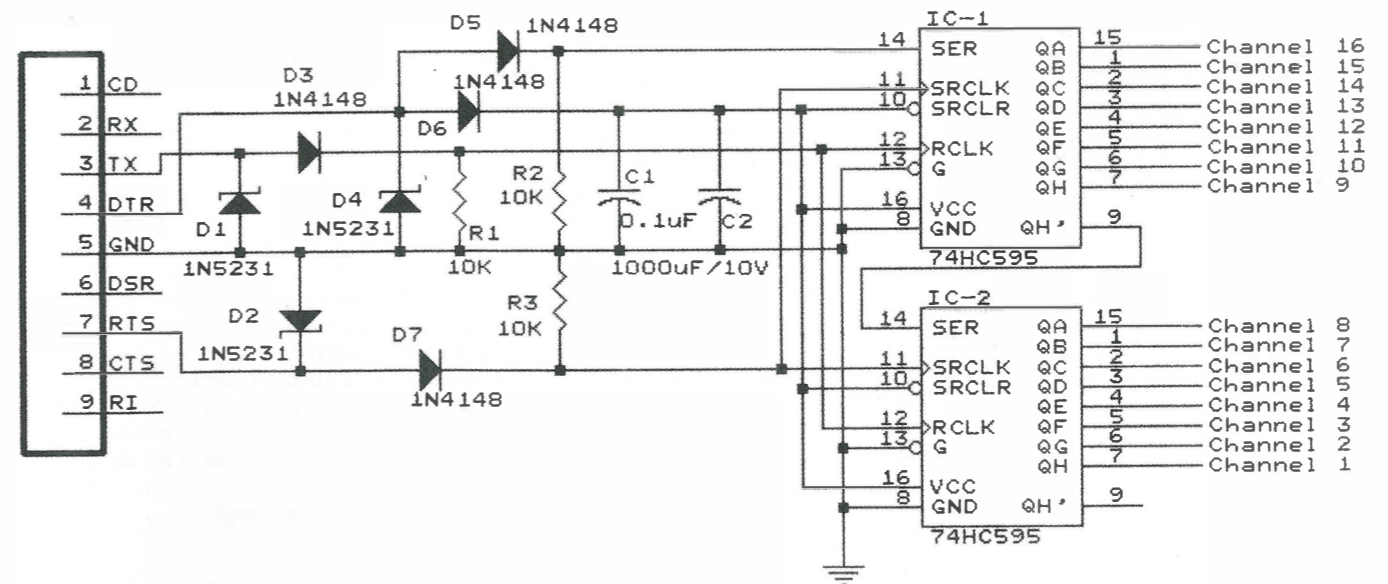 1 CD
2 RX
3 TX
4 DTR
5 GND
6 DSR
7 RTS
8 CTS
9 RI
D5 1N4148
D3
1N4148
1N4148
D6
D1
1N5231
D4
1N5231
R1
10K
R2
10K
C1
0.1uF
C2
1000uF/10V
D2
1N5231
D7
1N4148
R3
10K
IC-1
14 SER
11 SRCLK
10 SRCLR
12 RCLK
13 G
16 VCC
8 GND
QA 15 Channel 16
QB 1 Channel 15
QC 2 Channel 14
QD 3 Channel 13
QE 4 Channel 12
QF 5 Channel 11
QG 6 Channel 10
QH 7 Channel 9
QH' 9
74HC595
IC-2
14 SER
11 SRCLK
10 SRCLR
12 RCLK
13 G
16 VCC
8 GND
QA 15 Channel 8
QB 1 Channel 7
QC 2 Channel 6
QD 3 Channel 5
QE 4 Channel 4
QF 5 Channel 3
QG 6 Channel 2
QH 7 Channel 1
QH' 9
74HC595